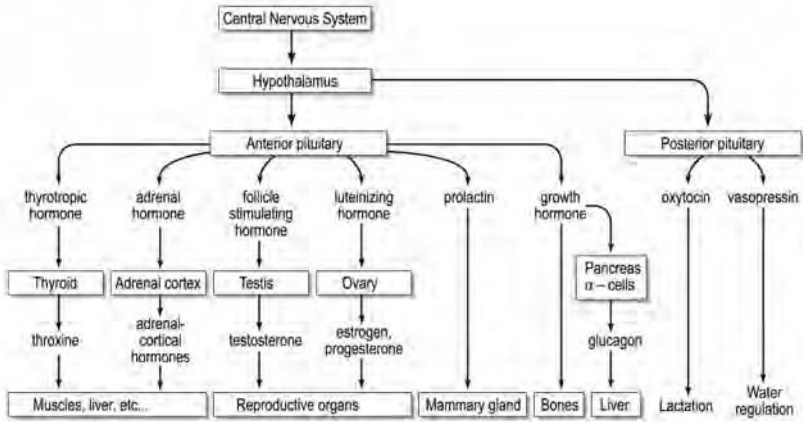 Central Nervous System
Hypothalamus
Anterior pituitary
Posterior pituitary
thyrotropic
hormone
adrenal
hormone
follicle
stimulating
hormone
luteinizing
hormone
prolactin
growth
hormone
oxytocin
vasopressin
Thyroid
Adrenal cortex
Testis
Ovary
Pancreas
α – cells
throxine
adrenal-
cortical
hormones
testosterone
estrogen,
progesterone
glucagon
Muscles, liver, etc...
Reproductive organs
Mammary gland
Bones
Liver
Lactation
Water
regulation